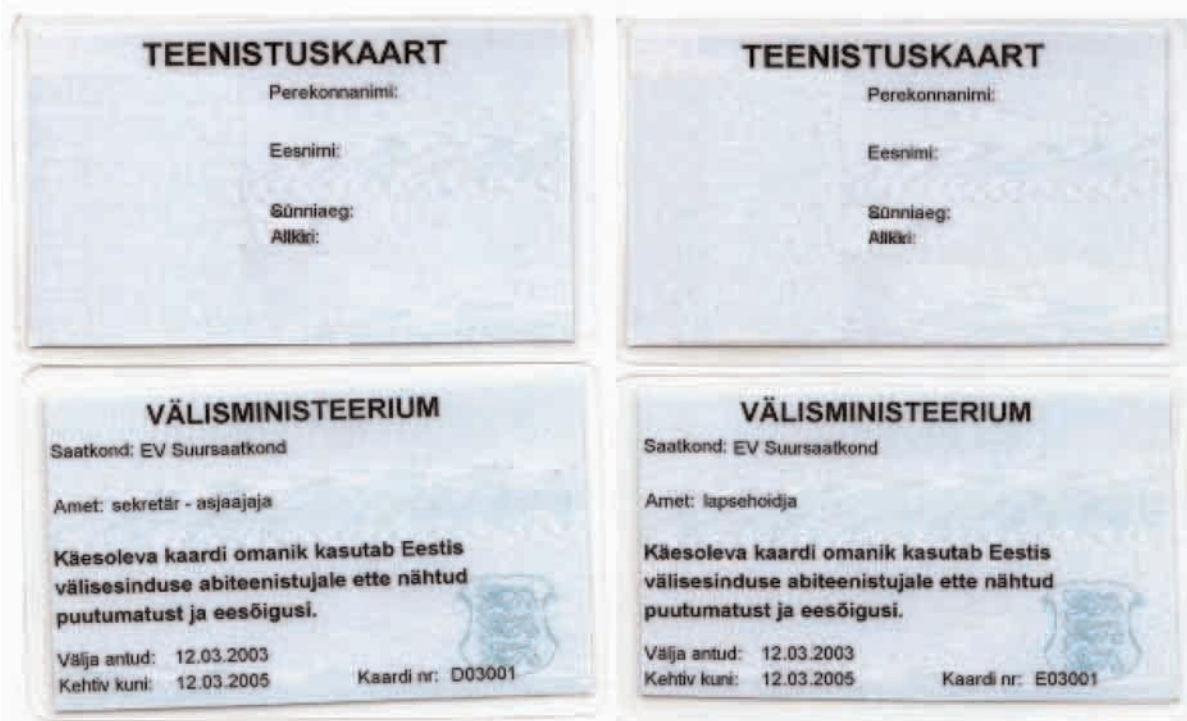 TEENISTUSKAART
Perekonnanimi:
Eesnimi:
Sünniaeg:
Allkiri:
TEENISTUSKAART
Perekonnanimi:
Eesnimi:
Sünniaeg:
Allkiri:
VÄLISMINISTEERIUM
Saatkond: EV Suursaatkond
Amet: sekretär - asjaajaja
Käesoleva kaardi omanik kasutab Eestis
välisesinduse abiteenistujale ette nähtud
puutumatust ja eesõigusi.
Välja antud: 12.03.2003
Kehtiv kuni: 12.03.2005 Kaardi nr: D03001
VÄLISMINISTEERIUM
Saatkond: EV Suursaatkond
Amet: lapsehoidja
Käesoleva kaardi omanik kasutab Eestis
välisesinduse abiteenistujale ette nähtud
puutumatust ja eesõigusi.
Välja antud: 12.03.2003
Kehtiv kuni: 12.03.2005 Kaardi nr: E03001